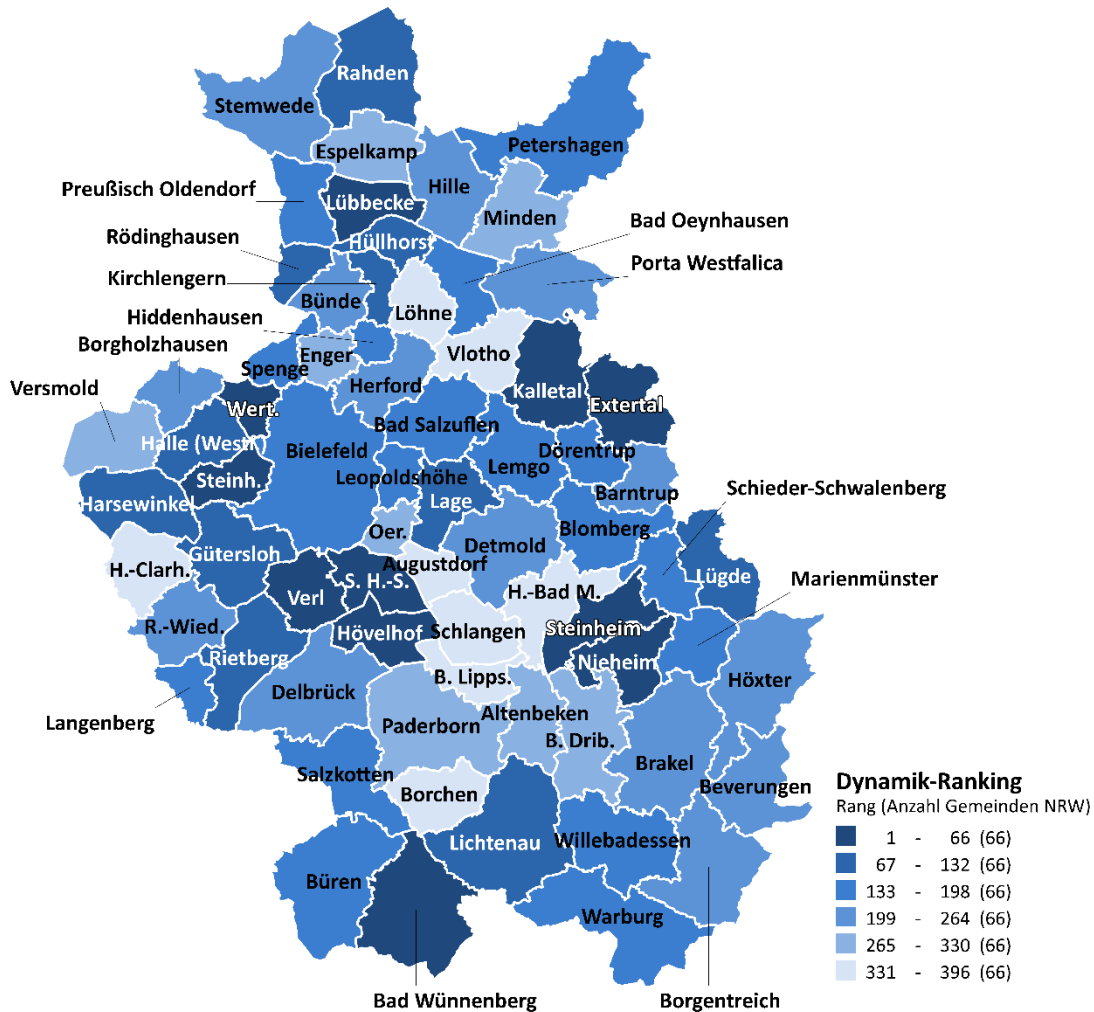 Rahden
Stemwede
Petershagen
Espelkamp
Hille
Preußisch Oldendorf
Lübbecke
Minden
Bad Oeynhausen
Rödinghausen
Hüllhorst
Porta Westfalica
Kirchlengern
Bünde
Löhne
Hiddenhausen
Borgholzhausen
Enger
Vlotho
Spenge
Versmold
Herford
Kalletal
Extertal
Wert.
Bad Salzuflen
Halle (Westf.)
Bielefeld
Dörentrup
Lemgo
Steinh.
Leopoldshöhe
Schieder-Schwalenberg
Barntrup
Harsewinkel
Lage
Blomberg
Oer.
Detmold
Gütersloh
Augustdorf
H.-Clarh.
Lügde
Marienmünster
S. H.-S.
H.-Bad M.
Verl
R.-Wied.
Hövelhof
Schlangen
Steinheim
Rietberg
Nieheim
B. Lipps.
Höxter
Delbrück
Langenberg
Altenbeken
Paderborn
B. Drib.
Brakel
Salzkotten
Beverungen
Borchen
Lichtenau
Willebadessen
Büren
Warburg
Bad Wünnenberg
Borgentreich
Dynamik-Ranking
Rang (Anzahl Gemeinden NRW)
1 - 66 (66)
67 - 132 (66)
133 - 198 (66)
199 - 264 (66)
265 - 330 (66)
331 - 396 (66)